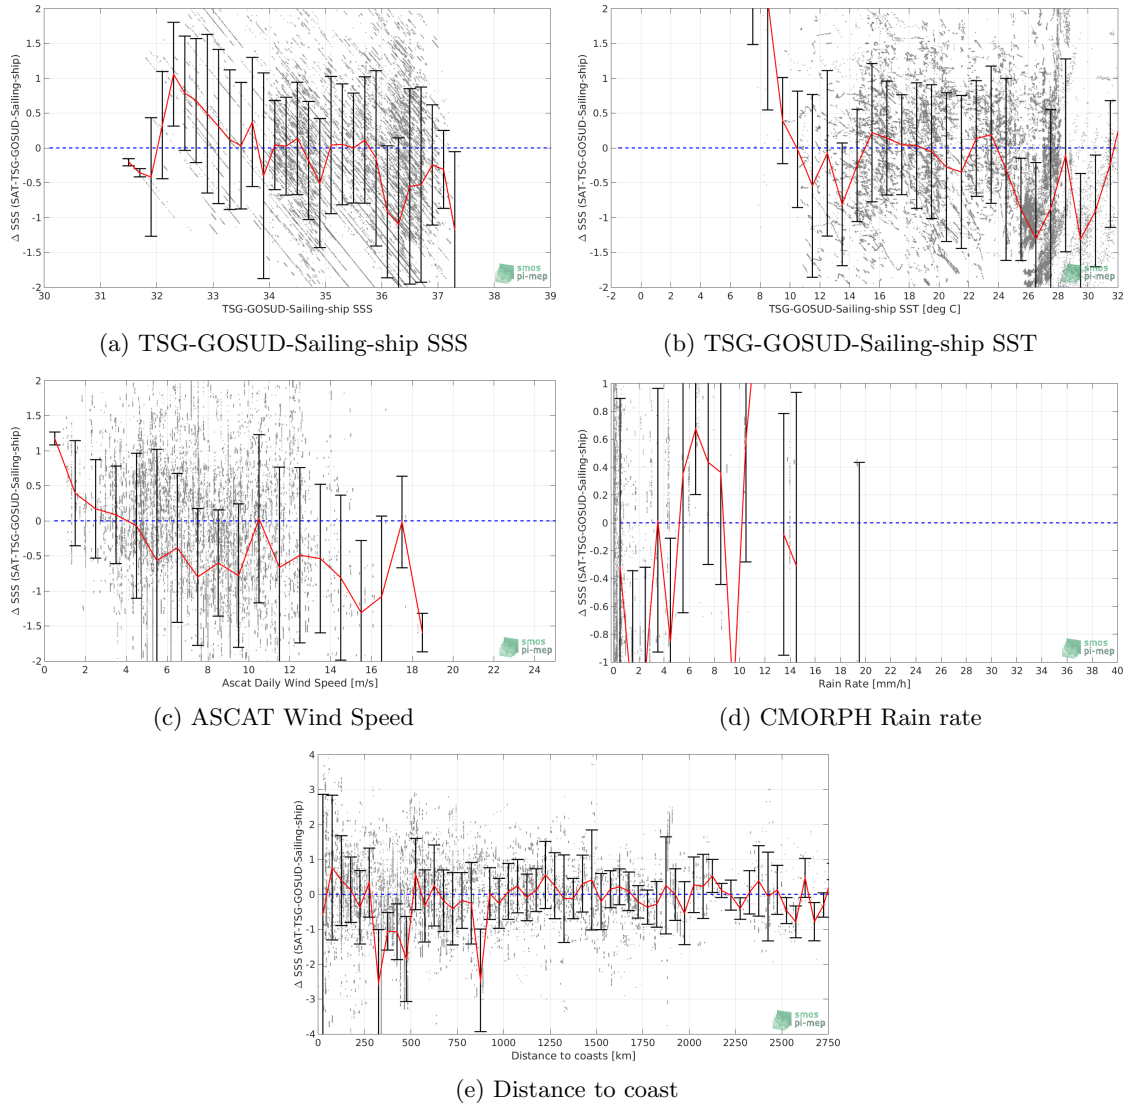 2
1.5
1
0.5
0
-0.5
-1
-1.5
-2
Δ SSS (SAT-TSG-GOSUD-Sailing-ship)
30 31 32 33 34 35 36 37 38 39
TSG-GOSUD-Sailing-ship SSS
smos
pi-mep
(a) TSG-GOSUD-Sailing-ship SSS
2
1.5
1
0.5
0
-0.5
-1
-1.5
-2
Δ SSS (SAT-TSG-GOSUD-Sailing-ship)
-2 0 2 4 6 8 10 12 14 16 18 20 22 24 26 28 30 32
TSG-GOSUD-Sailing-ship SST [deg C]
smos
pi-mep
(b) TSG-GOSUD-Sailing-ship SST
2
1.5
1
0.5
0
-0.5
-1
-1.5
-2
Δ SSS (SAT-TSG-GOSUD-Sailing-ship)
0 2 4 6 8 10 12 14 16 18 20 22 24
Ascat Daily Wind Speed [m/s]
smos
pi-mep
(c) ASCAT Wind Speed
1
0.8
0.6
0.4
0.2
0
-0.2
-0.4
-0.6
-0.8
-1
Δ SSS (SAT-TSG-GOSUD-Sailing-ship)
0 2 4 6 8 10 12 14 16 18 20 22 24 26 28 30 32 34 36 38 40
Rain Rate [mm/h]
smos
pi-mep
(d) CMORPH Rain rate
4
3
2
1
0
-1
-2
-3
-4
Δ SSS (SAT-TSG-GOSUD-Sailing-ship)
0 250 500 750 1000 1250 1500 1750 2000 2250 2500 2750
Distance to coasts [km]
smos
pi-mep
(e) Distance to coast